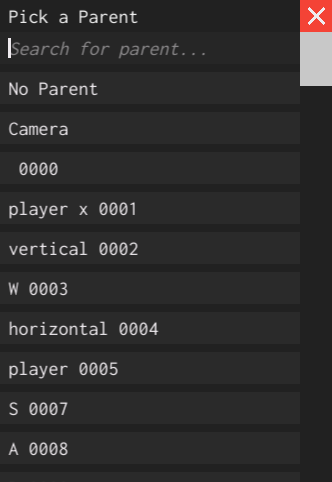 Pick a Parent
Search for parent...
No Parent
Camera
0000
player x 0001
vertical 0002
W 0003
horizontal 0004
player 0005
S 0007
A 0008